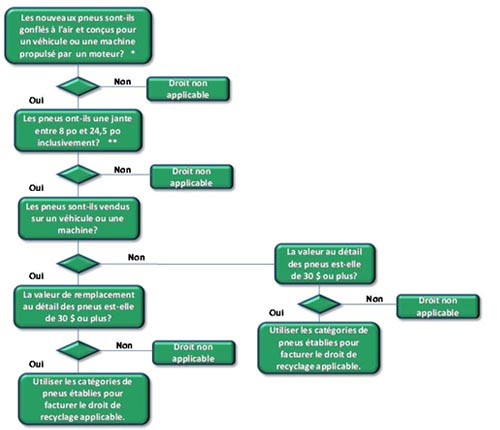 Les nouveaux pneus sont-ils
gonflés à l'air et conçus pour
un véhicule ou une machine
propulsé par un moteur? *
Non
Droit non
applicable
Oui
Les pneus ont-ils une jante
entre 8 po et 24,5 po
inclusivement? **
Non
Droit non
applicable
Oui
Les pneus sont-ils vendus
sur un véhicule ou une
machine?
Non
La valeur au détail
des pneus est-elle
de 30 $ ou plus?
Oui
La valeur de remplacement
au détail des pneus est-elle
de 30 $ ou plus?
Non
Droit non
applicable
Oui
Utiliser les catégories de
pneus établies pour
facturer le droit de
recyclage applicable.
Non
Droit non
applicable
Oui
Utiliser les catégories de
pneus établies pour
facturer le droit de
recyclage applicable.